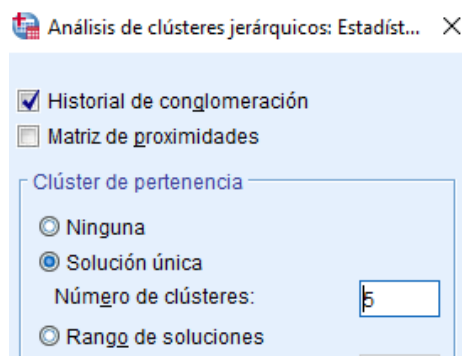 Análisis de clústeres jerárquicos: Estadíst...
Historial de conglomeración
Matriz de proximidades
Clúster de pertenencia
Ninguna
Solución única
Número de clústeres: 5
Rango de soluciones